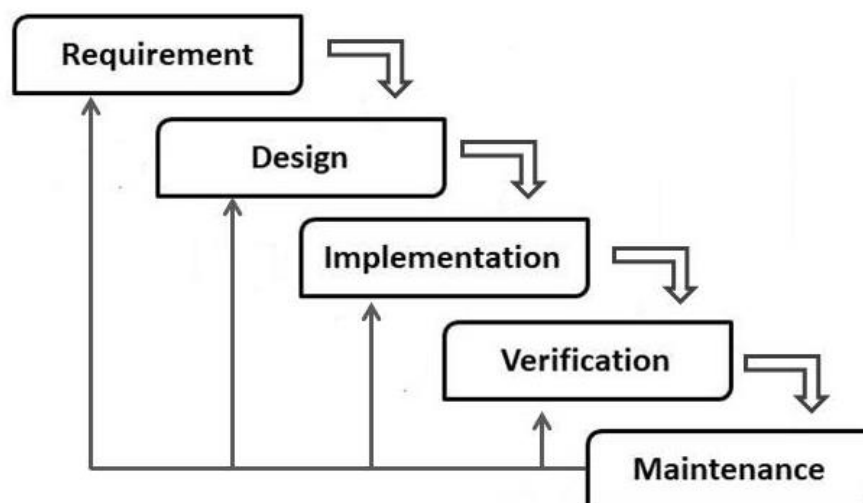 Requirement
Design
Implementation
Verification
Maintenance